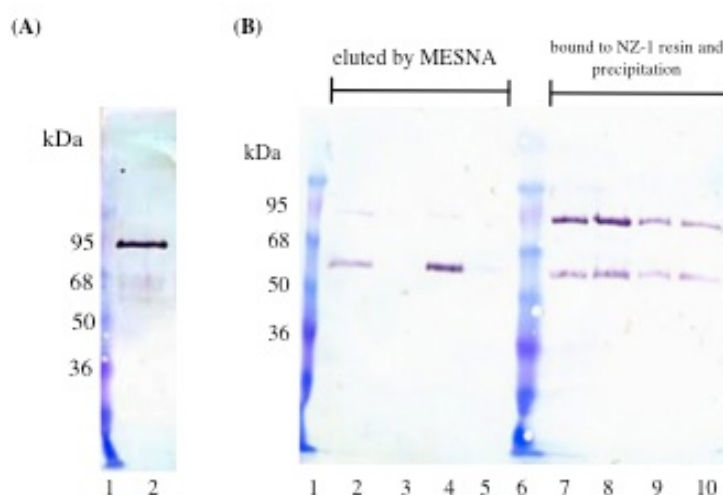 (A)
(B)
eluted by MESNA
bound to NZ-1 resin and
precipitation
kDa
95
68
50
36
1 2
kDa
95
68
50
36
1 2 3 4 5 6 7 8 9 10